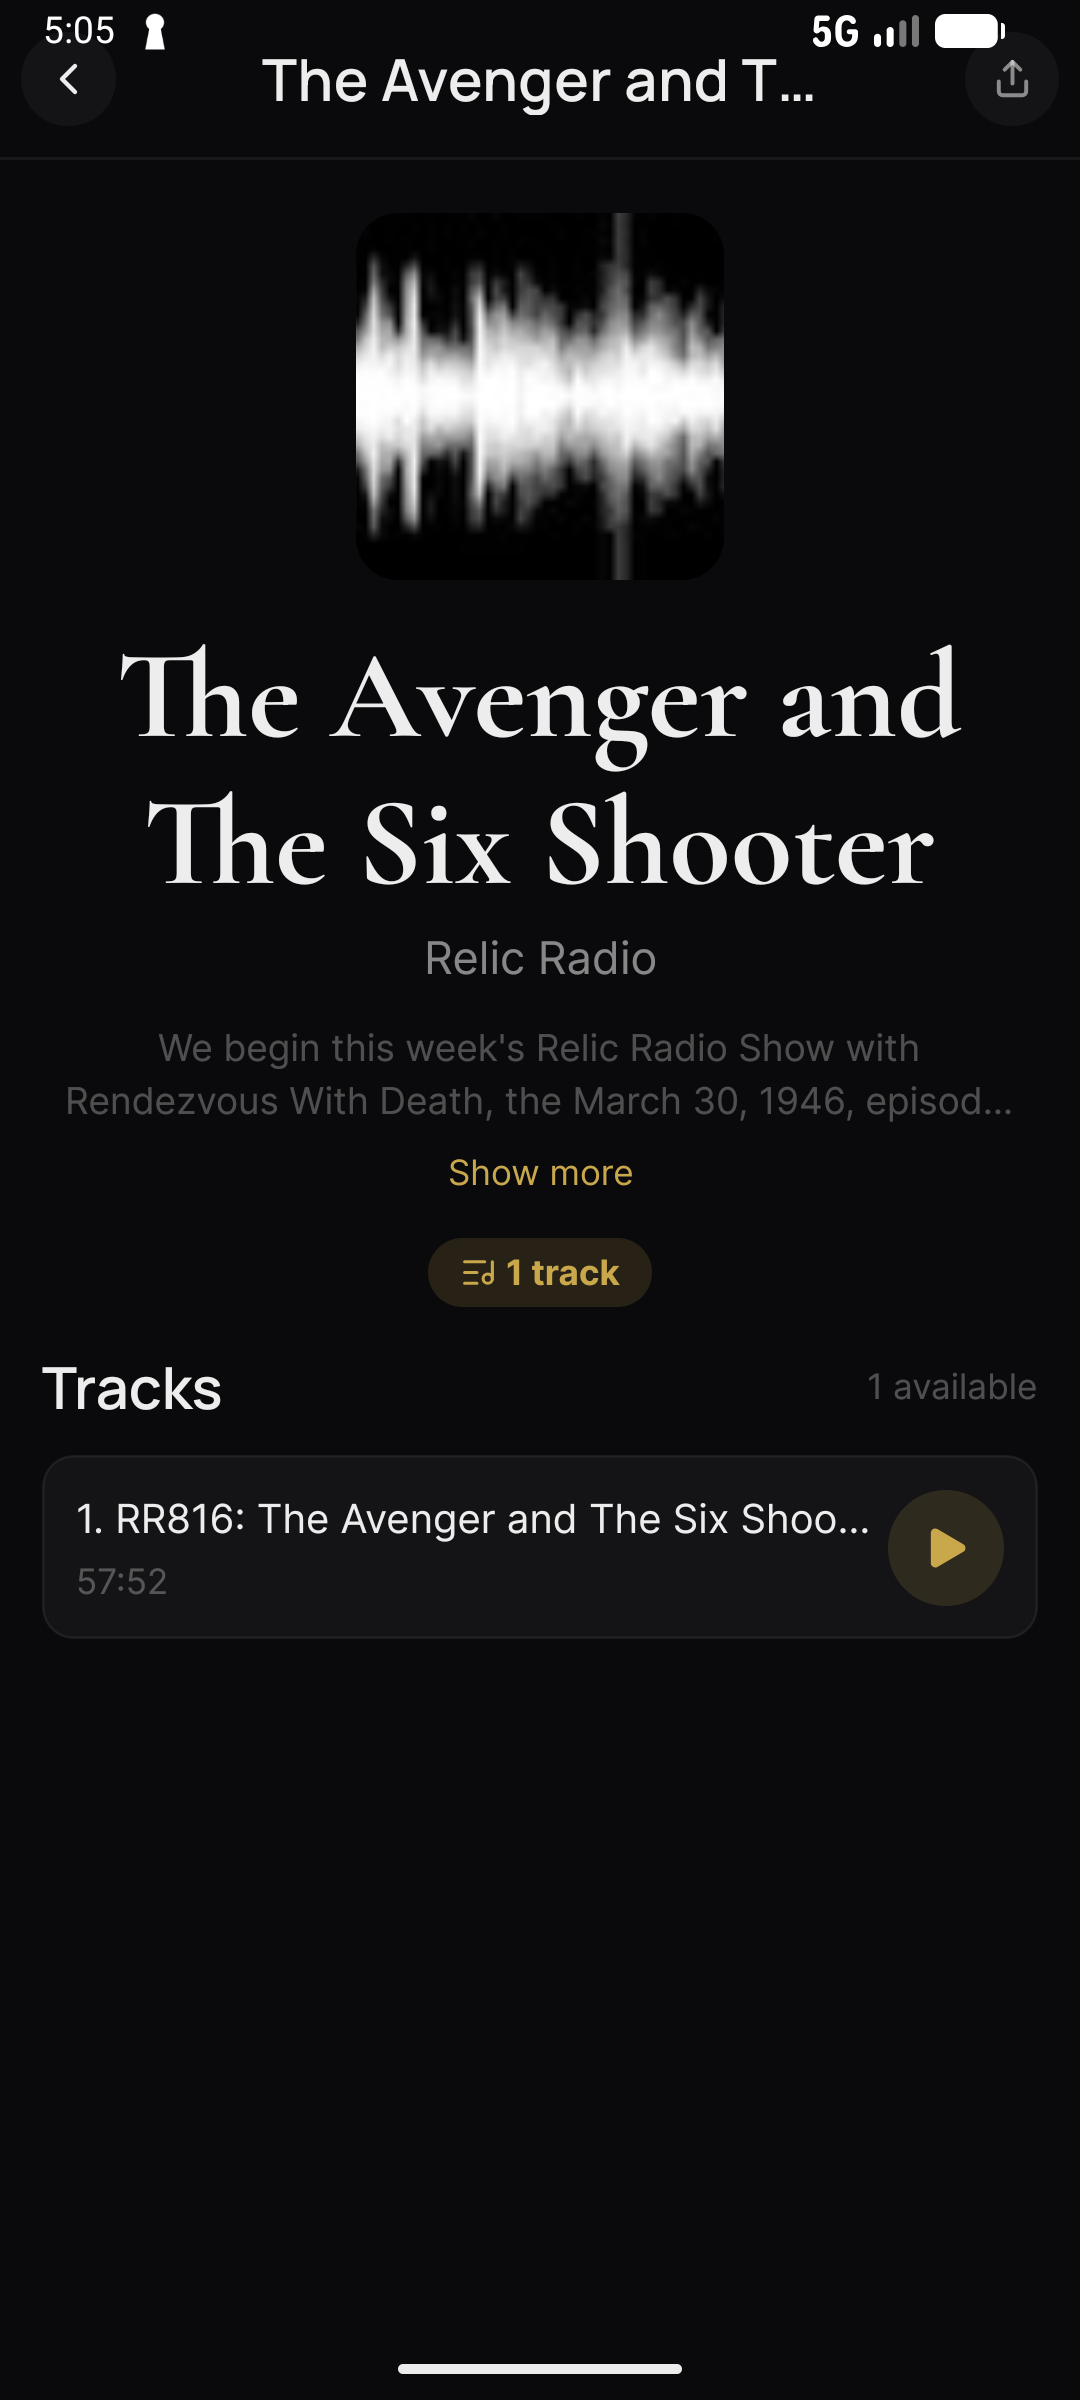 5:05
5G
The Avenger and T...
The Avenger and
The Six Shooter
Relic Radio
We begin this week's Relic Radio Show with
Rendezvous With Death, the March 30, 1946, episod...
Show more
1 track
Tracks
1 available
1. RR816: The Avenger and The Six Shoo...
57:52